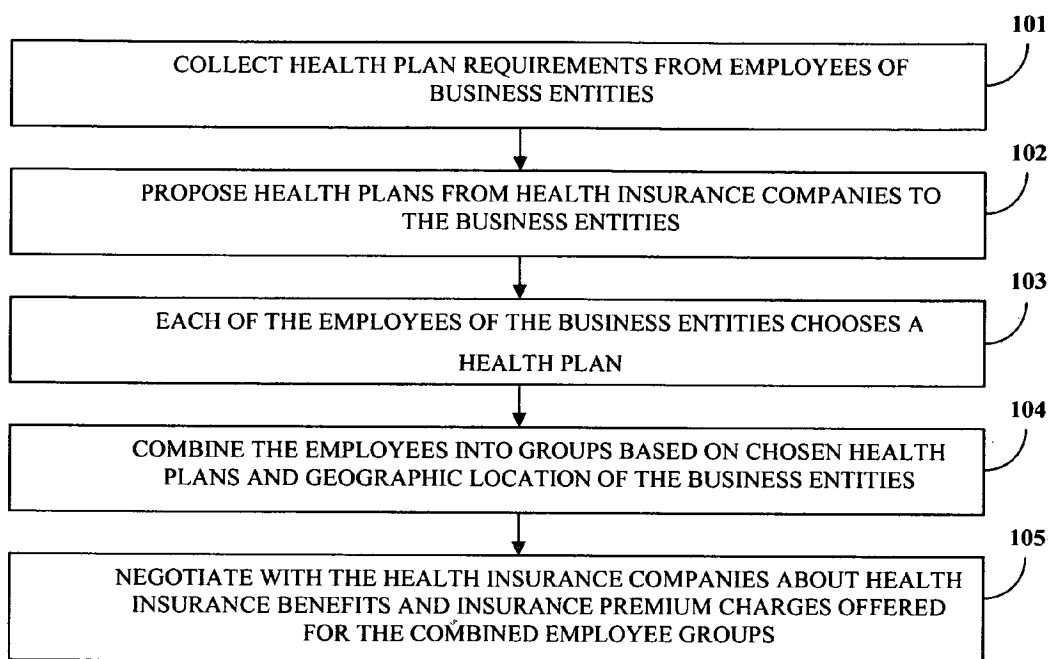 101
COLLECT HEALTH PLAN REQUIREMENTS FROM EMPLOYEES OF
BUSINESS ENTITIES
102
PROPOSE HEALTH PLANS FROM HEALTH INSURANCE COMPANIES TO
THE BUSINESS ENTITIES
103
EACH OF THE EMPLOYEES OF THE BUSINESS ENTITIES CHOOSES A
HEALTH PLAN
104
COMBINE THE EMPLOYEES INTO GROUPS BASED ON CHOSEN HEALTH
PLANS AND GEOGRAPHIC LOCATION OF THE BUSINESS ENTITIES
105
NEGOTIATE WITH THE HEALTH INSURANCE COMPANIES ABOUT HEALTH
INSURANCE BENEFITS AND INSURANCE PREMIUM CHARGES OFFERED
FOR THE COMBINED EMPLOYEE GROUPS